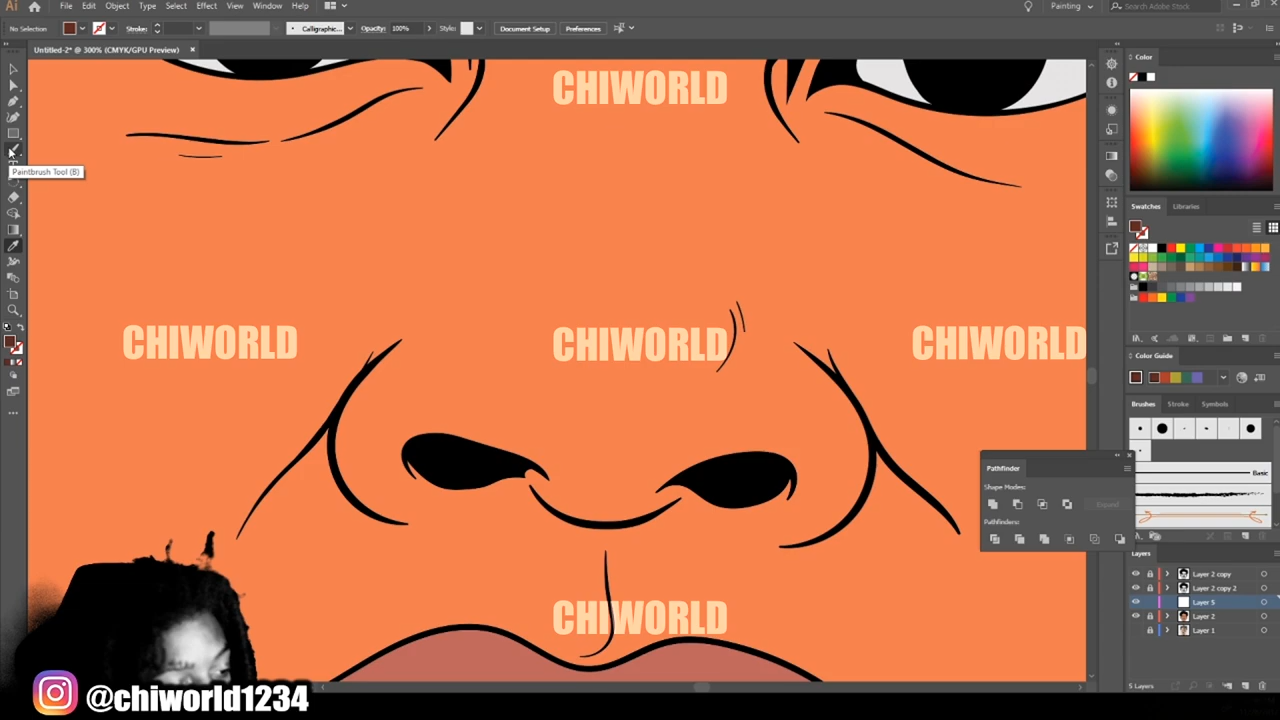 Ai File Edit Object Type Select Effect View Window Help Painting Search Adobe Stock
No Selection Stroke: Calligraphic... Opacity: 100% Style: Document Setup Preferences
Untitled-2* @ 300% (CMYK/GPU Preview) ×
Color
CHIWORLD
Paintbrush Tool (B)
Swatches Libraries
CHIWORLD CHIWORLD CHIWORLD
Color Guide
Brushes Stroke Symbols
Basic
Pathfinder
Shape Modes:
Expand
Pathfinders:
Layers
Layer 2 copy
Layer 2 copy 2
Layer 5
Layer 2
Layer 1
CHIWORLD
5 Layers
@chiworld1234